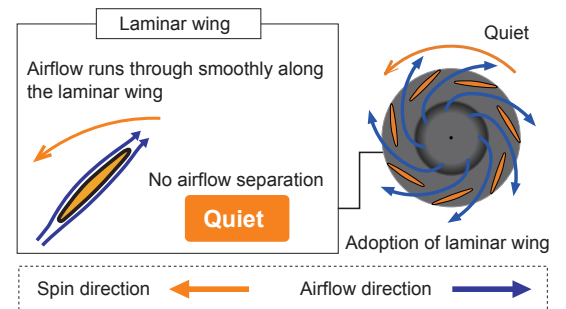 Laminar wing
Airflow runs through smoothly along
the laminar wing
No airflow separation
Quiet
Quiet
Adoption of laminar wing
Spin direction
Airflow direction